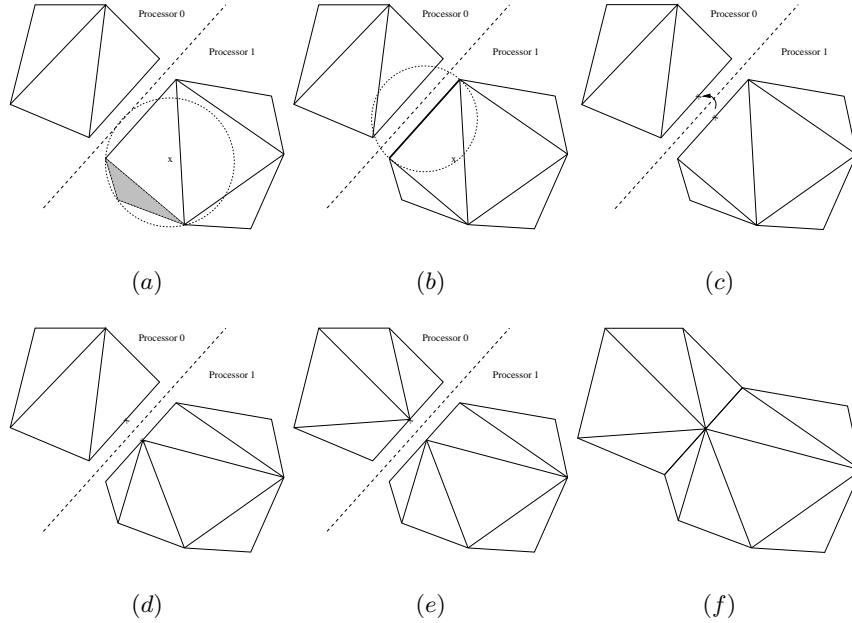 Processor 0
Processor 1
x
(a)
Processor 0
Processor 1
x
(b)
Processor 0
Processor 1
(c)
Processor 0
Processor 1
(d)
Processor 0
Processor 1
(e)
(f)